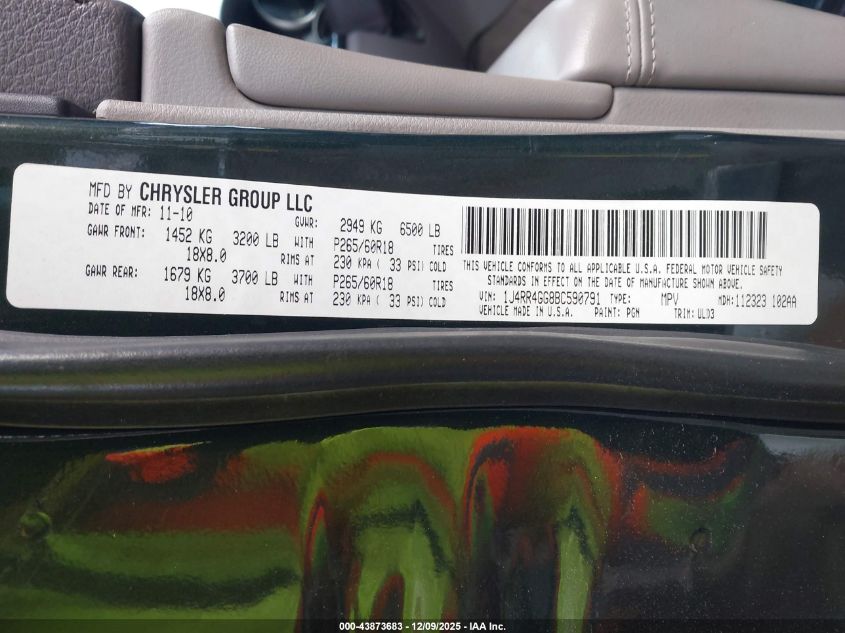 MFD BY CHRYSLER GROUP LLC
DATE OF MFR: 11-10 GVWR: 2949 KG 6500 LB
GAWR FRONT: 1452 KG 3200 LB WITH P265/60R18 TIRES
18X8.0 RIMS AT 230 KPA ( 33 PSI) COLD
GAWR REAR: 1679 KG 3700 LB WITH P265/60R18 TIRES
18X8.0 RIMS AT 230 KPA ( 33 PSI) COLD
THIS VEHICLE CONFORMS TO ALL APPLICABLE U.S.A. FEDERAL MOTOR VEHICLE SAFETY
STANDARDS IN EFFECT ON THE DATE OF MANUFACTURE SHOWN ABOVE.
VIN: 1J4RR4GG8BC590791 TYPE: MPV MDH:112323 102AA
VEHICLE MADE IN U.S.A. PAINT: PGN TRIM: ULD3
000-43873683 - 12/09/2025 - IAA Inc.